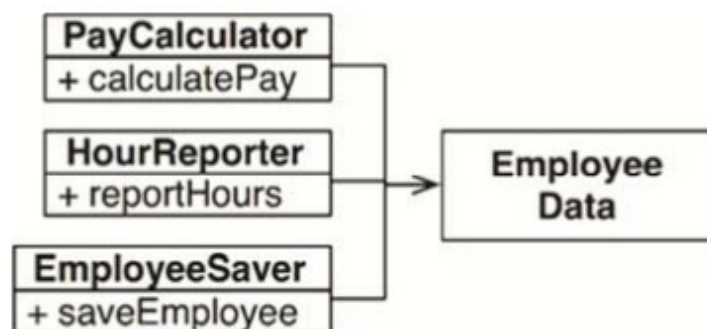 PayCalculator
+ calculatePay
HourReporter
+ reportHours
EmployeeSaver
+ saveEmployee
Employee
Data